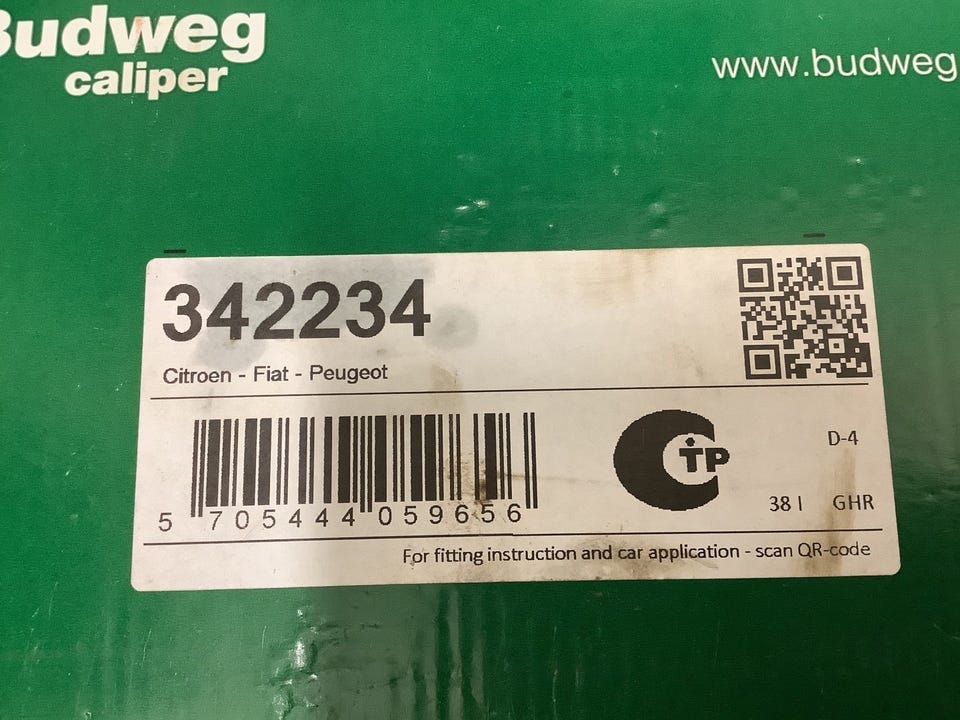 Budweg
caliper
www.budweg
342234
Citroen - Fiat - Peugeot
TP
D-4
38 l GHR
5 705444 059656
For fitting instruction and car application - scan QR-code